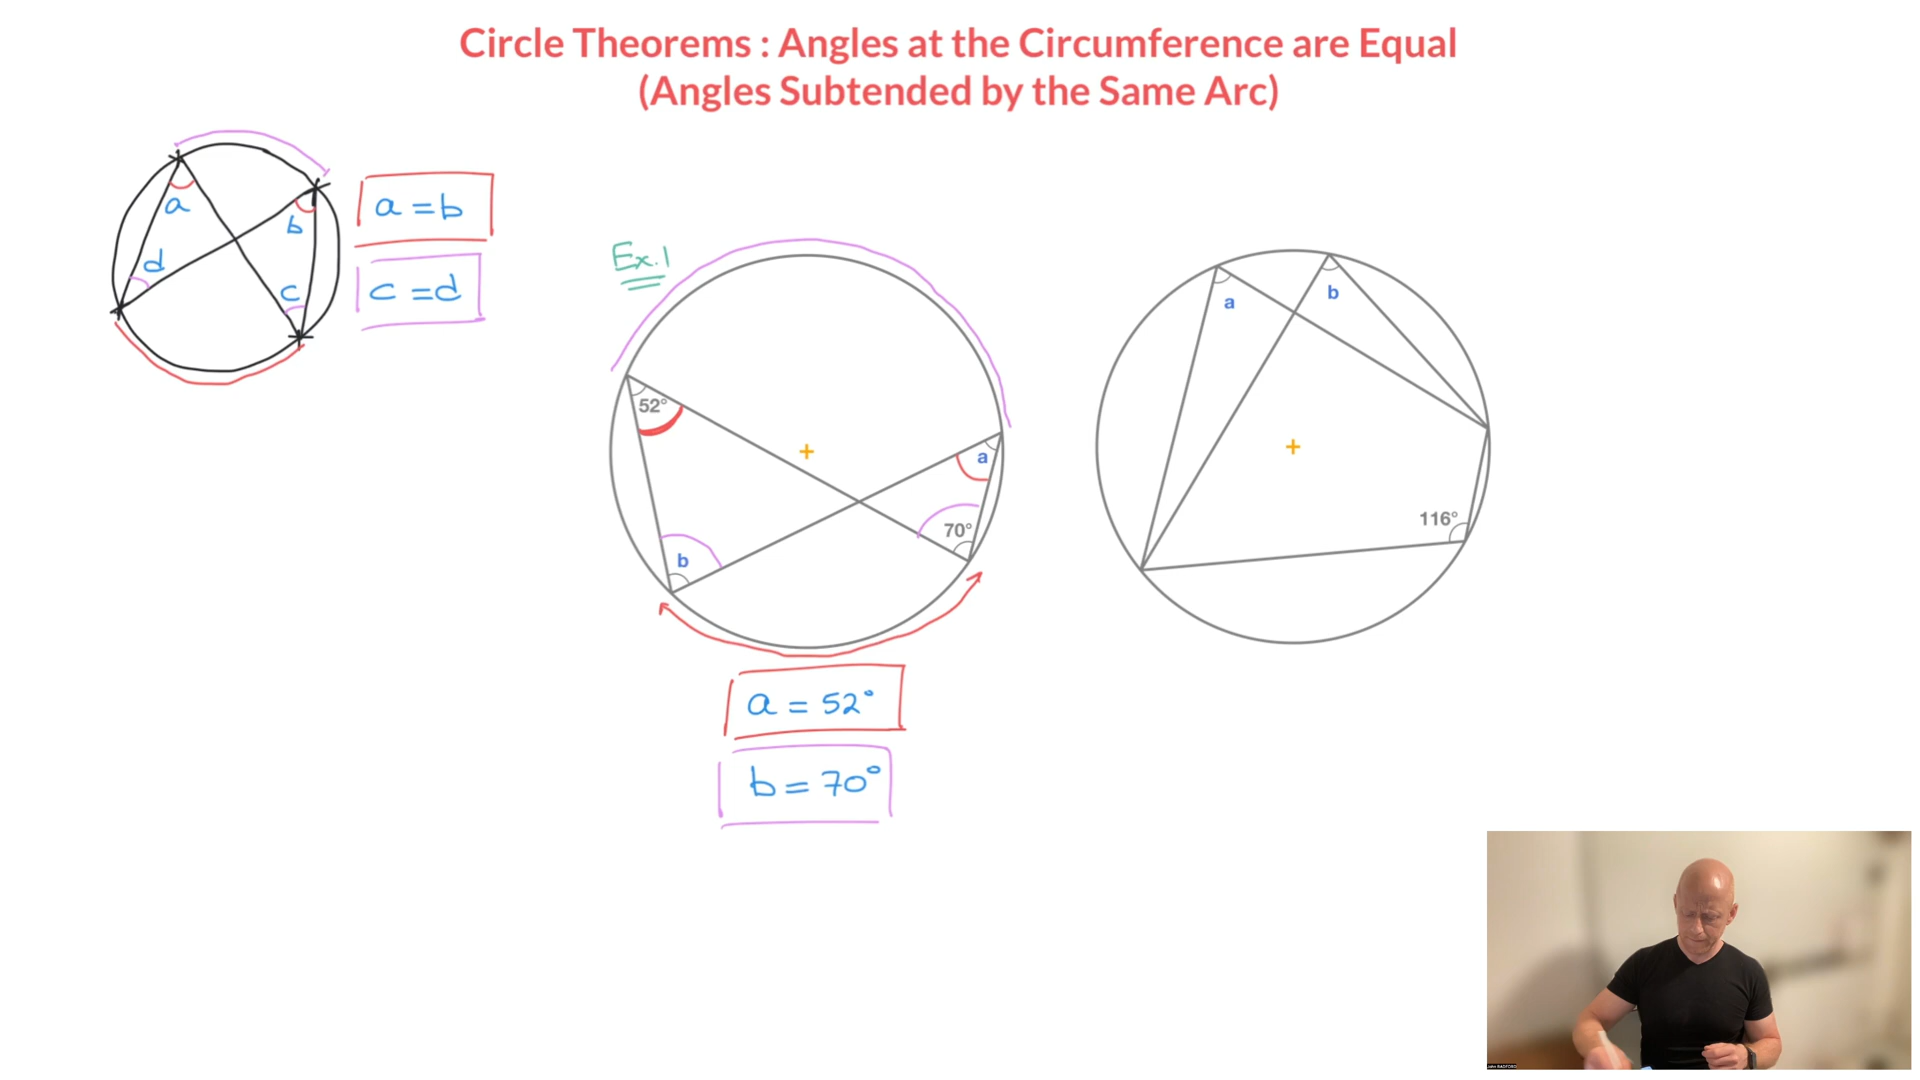 Circle Theorems : Angles at the Circumference are Equal
(Angles Subtended by the Same Arc)
a
b
d
c
a = b
c = d
Ex.1
52°
a
70°
b
a = 52°
b = 70°
a
b
116°